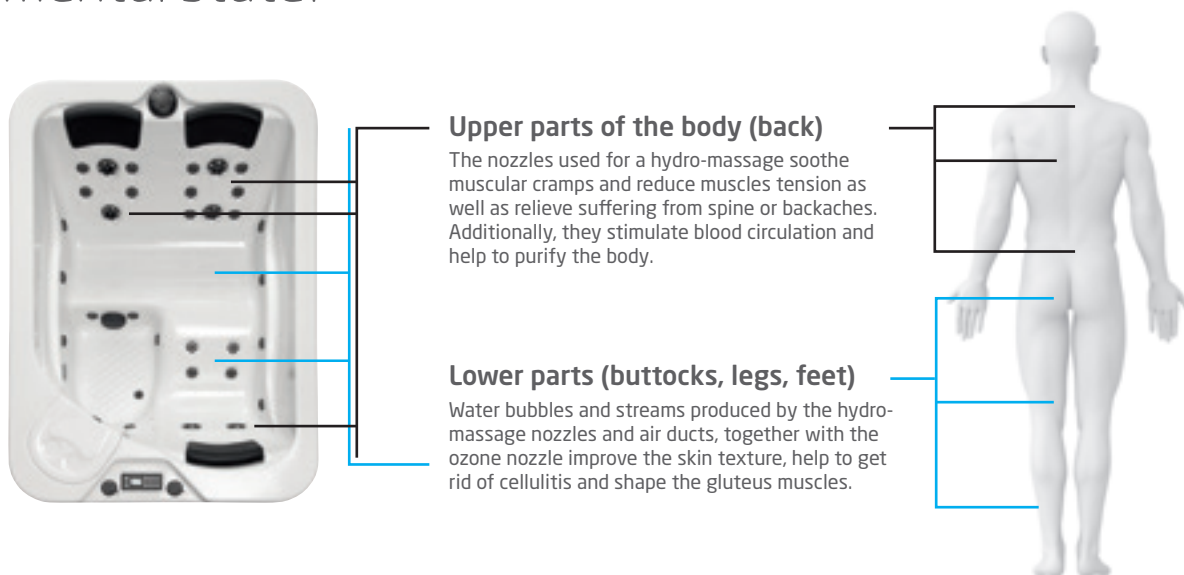 Upper parts of the body (back)
The nozzles used for a hydro-massage soothe
muscular cramps and reduce muscles tension as
well as relieve suffering from spine or backaches.
Additionally, they stimulate blood circulation and
help to purify the body.
Lower parts (buttocks, legs, feet)
Water bubbles and streams produced by the hydro-
massage nozzles and air ducts, together with the
ozone nozzle improve the skin texture, help to get
rid of cellulitis and shape the gluteus muscles.